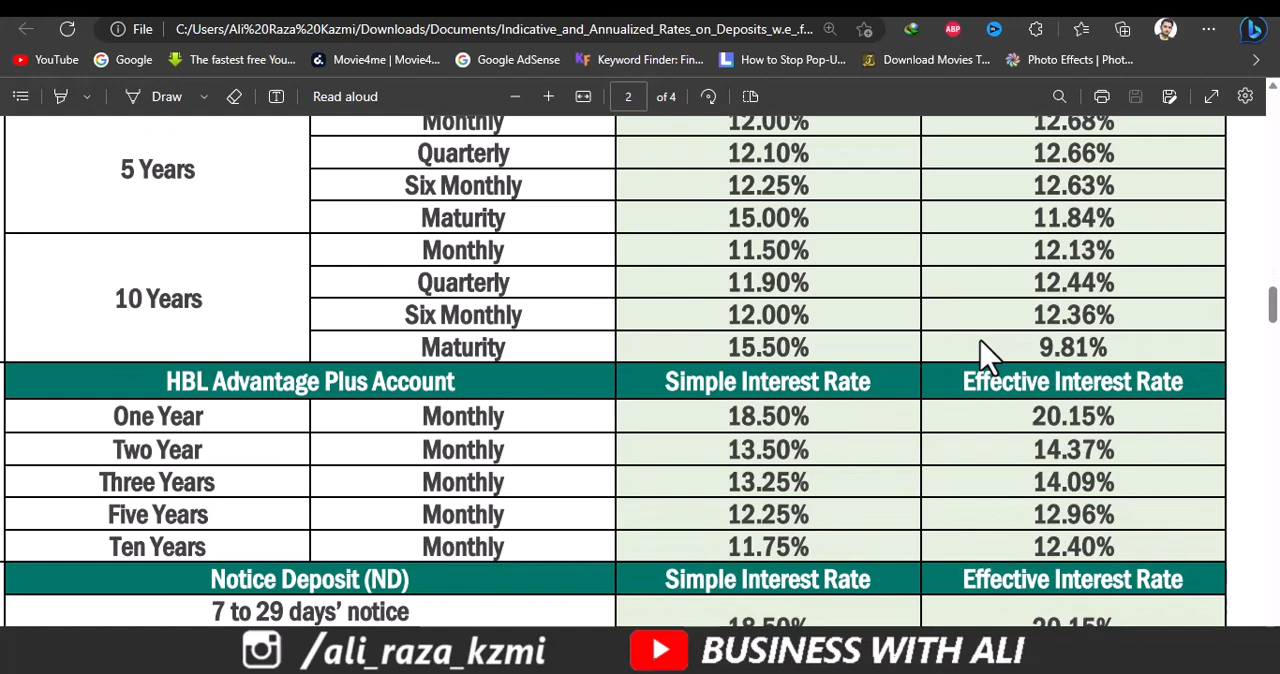 File C:/Users/Ali%20Raza%20Kazmi/Downloads/Documents/Indicative_and_Annualized_Rates_on_Deposits_w.e_.f... ABP
YouTube Google The fastest free You... Movie4me | Movie4... Google AdSense Keyword Finder: Fin... How to Stop Pop-U... Download Movies T... Photo Effects | Phot...
Draw Read aloud 2 of 4
Monthly 12.00% 12.68%
5 Years
Quarterly 12.10% 12.66%
Six Monthly 12.25% 12.63%
Maturity 15.00% 11.84%
10 Years
Monthly 11.50% 12.13%
Quarterly 11.90% 12.44%
Six Monthly 12.00% 12.36%
Maturity 15.50% 9.81%
HBL Advantage Plus Account Simple Interest Rate Effective Interest Rate
One Year Monthly 18.50% 20.15%
Two Year Monthly 13.50% 14.37%
Three Years Monthly 13.25% 14.09%
Five Years Monthly 12.25% 12.96%
Ten Years Monthly 11.75% 12.40%
Notice Deposit (ND) Simple Interest Rate Effective Interest Rate
7 to 29 days' notice
18.50% 20.15%
/ali_raza_kzmi BUSINESS WITH ALI